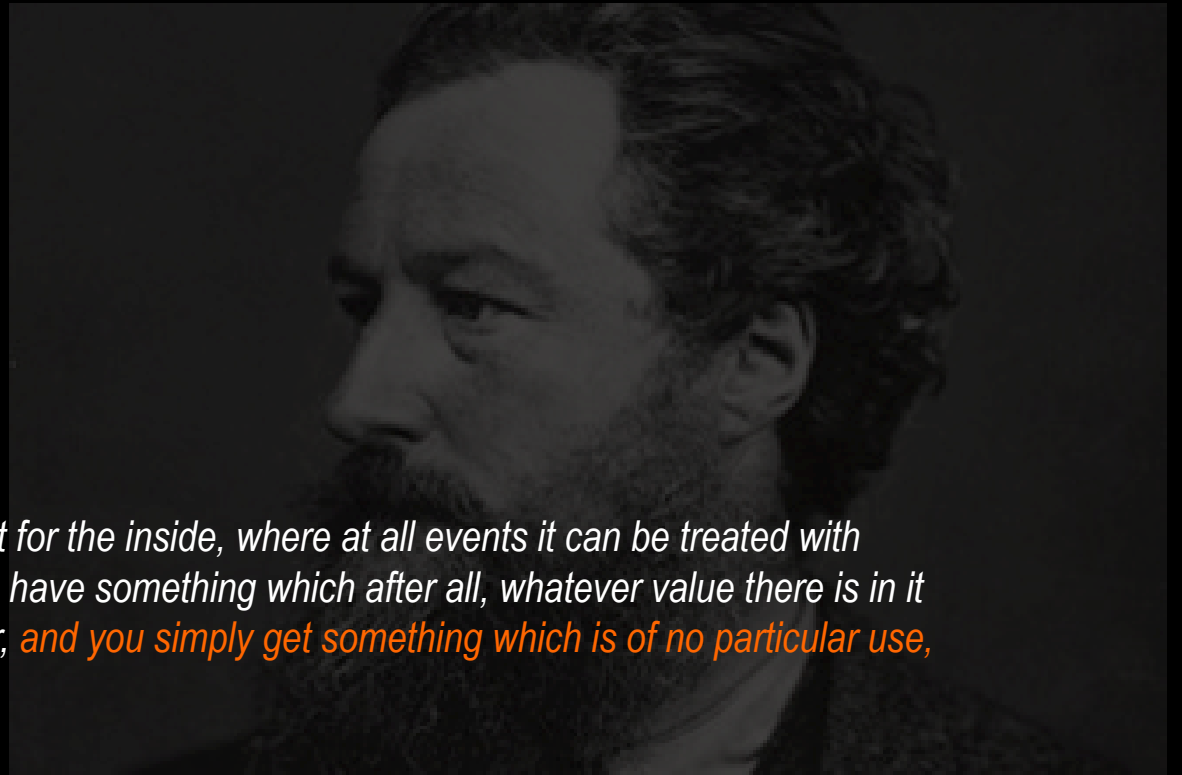 t for the inside, where at all events it can be treated with
have something which after all, whatever value there is in it
r, and you simply get something which is of no particular use,